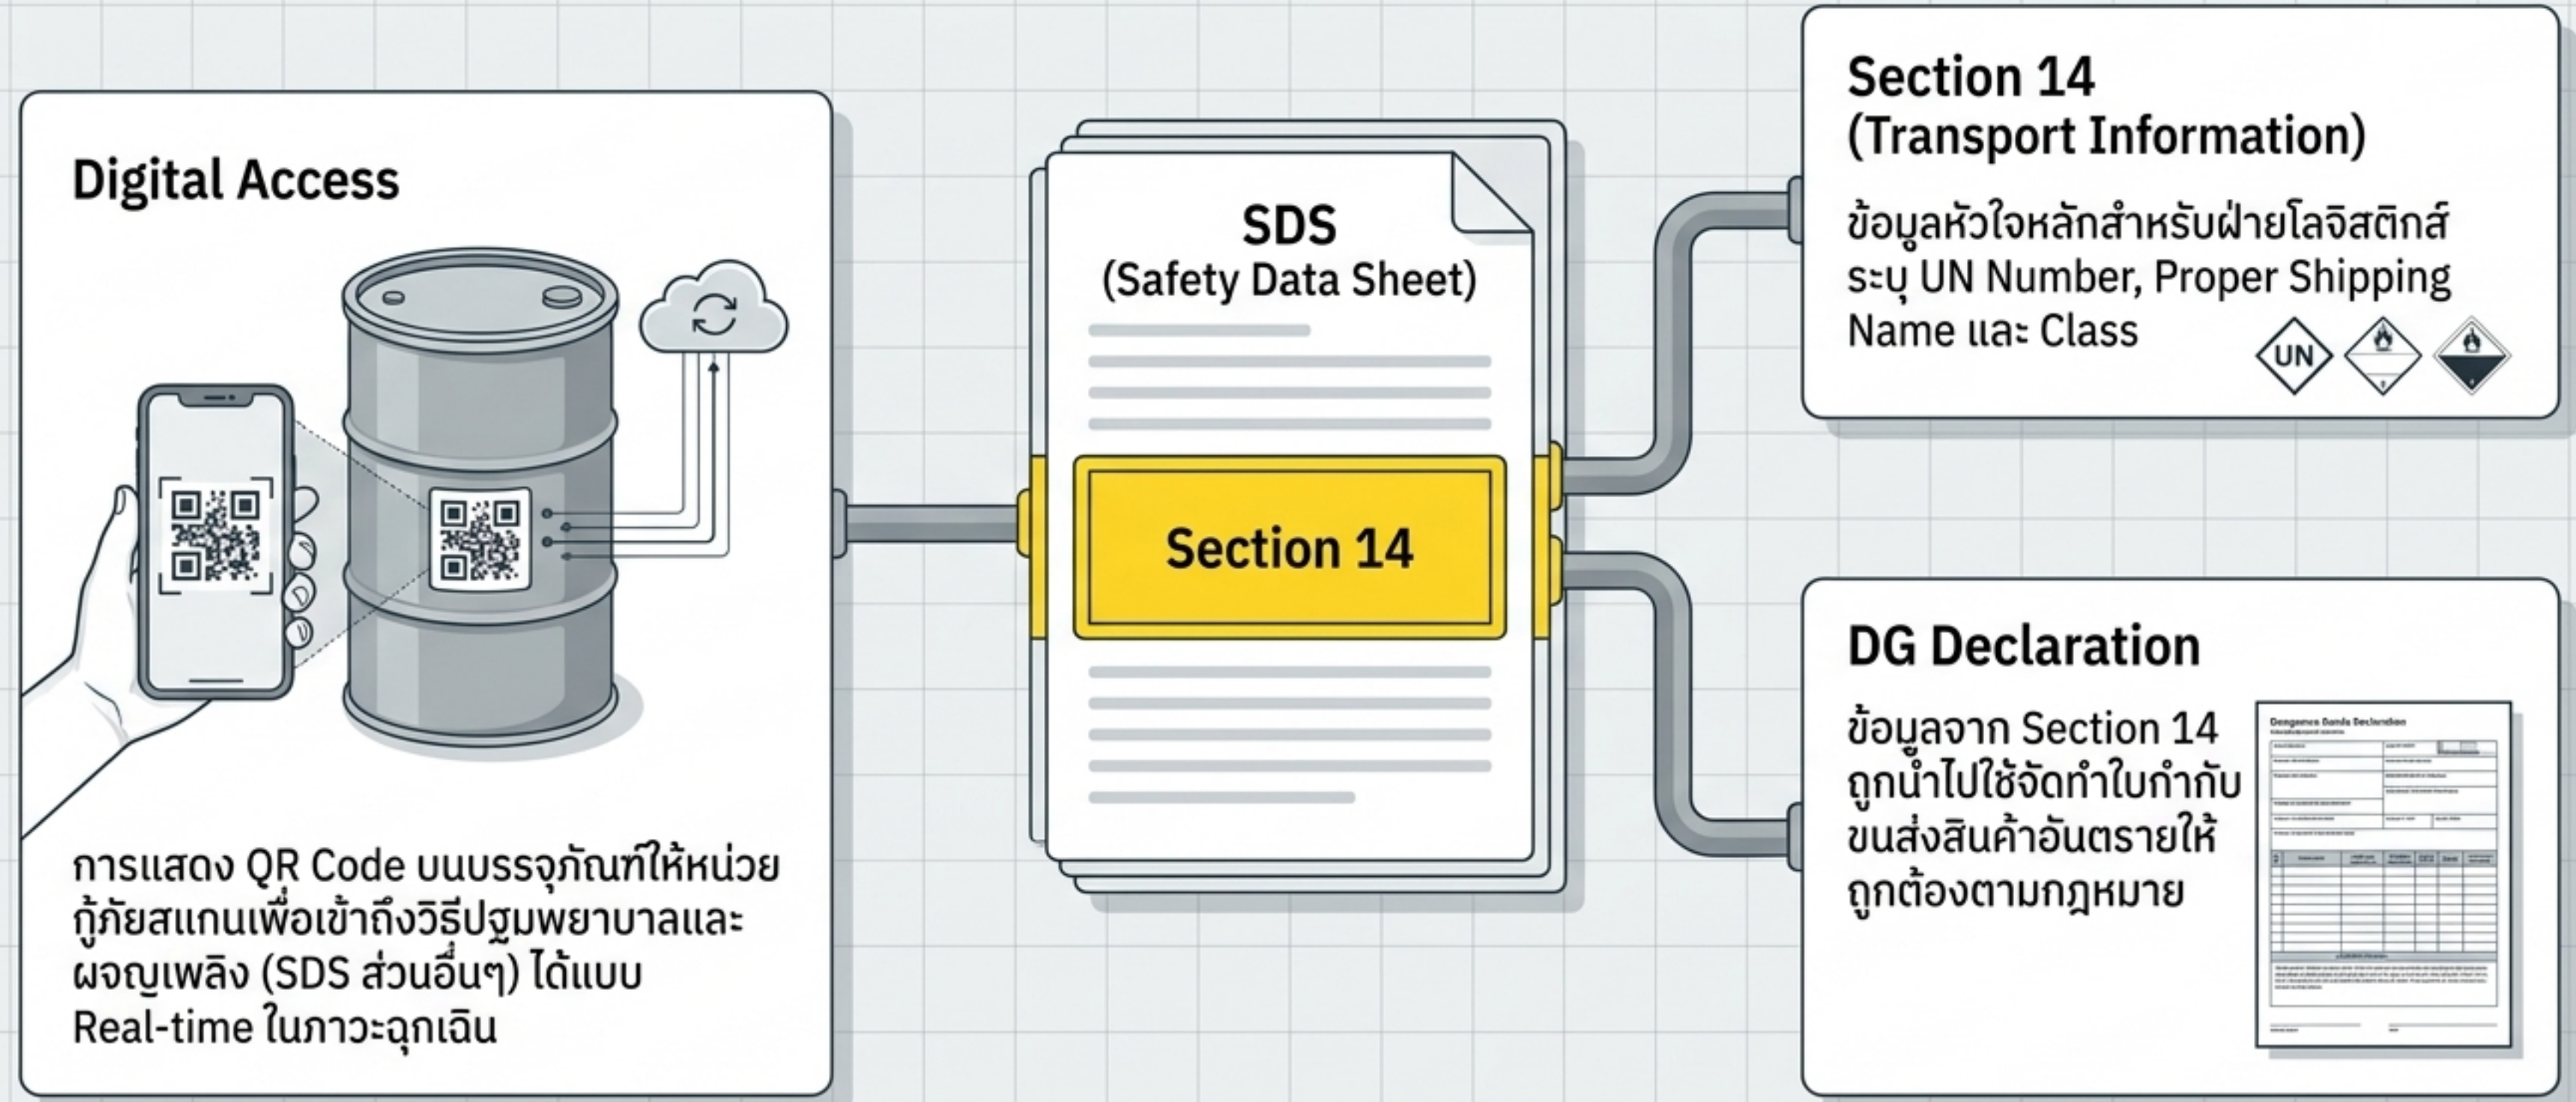 Digital Access
การแสดง QR Code บนบรรจุภัณฑ์ให้หน่วย
กู้ภัยสแกนเพื่อเข้าถึงวิธีปฐมพยาบาลและ
ผจญเพลิง (SDS ส่วนอื่นๆ) ได้แบบ
Real-time ในภาวะฉุกเฉิน
SDS
(Safety Data Sheet)
Section 14
Section 14
(Transport Information)
ข้อมูลหัวใจหลักสำหรับฝ่ายโลจิสติกส์
ระบุ UN Number, Proper Shipping
Name และ Class
UN
DG Declaration
ข้อมูลจาก Section 14
ถูกนำไปใช้จัดทำใบกำกับ
ขนส่งสินค้าอันตรายให้
ถูกต้องตามกฎหมาย